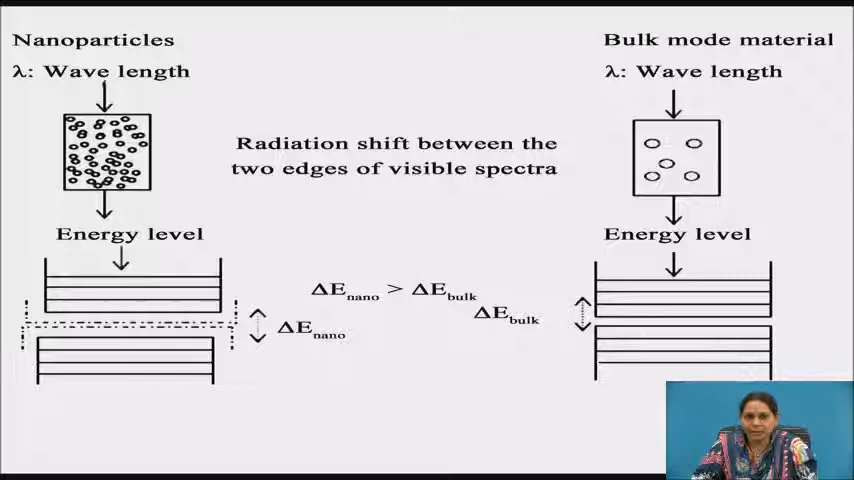 Nanoparticles
λ: Wave length
Energy level
Radiation shift between the
two edges of visible spectra
ΔEnano > ΔEbulk
ΔEnano
Bulk mode material
λ: Wave length
Energy level
ΔEbulk